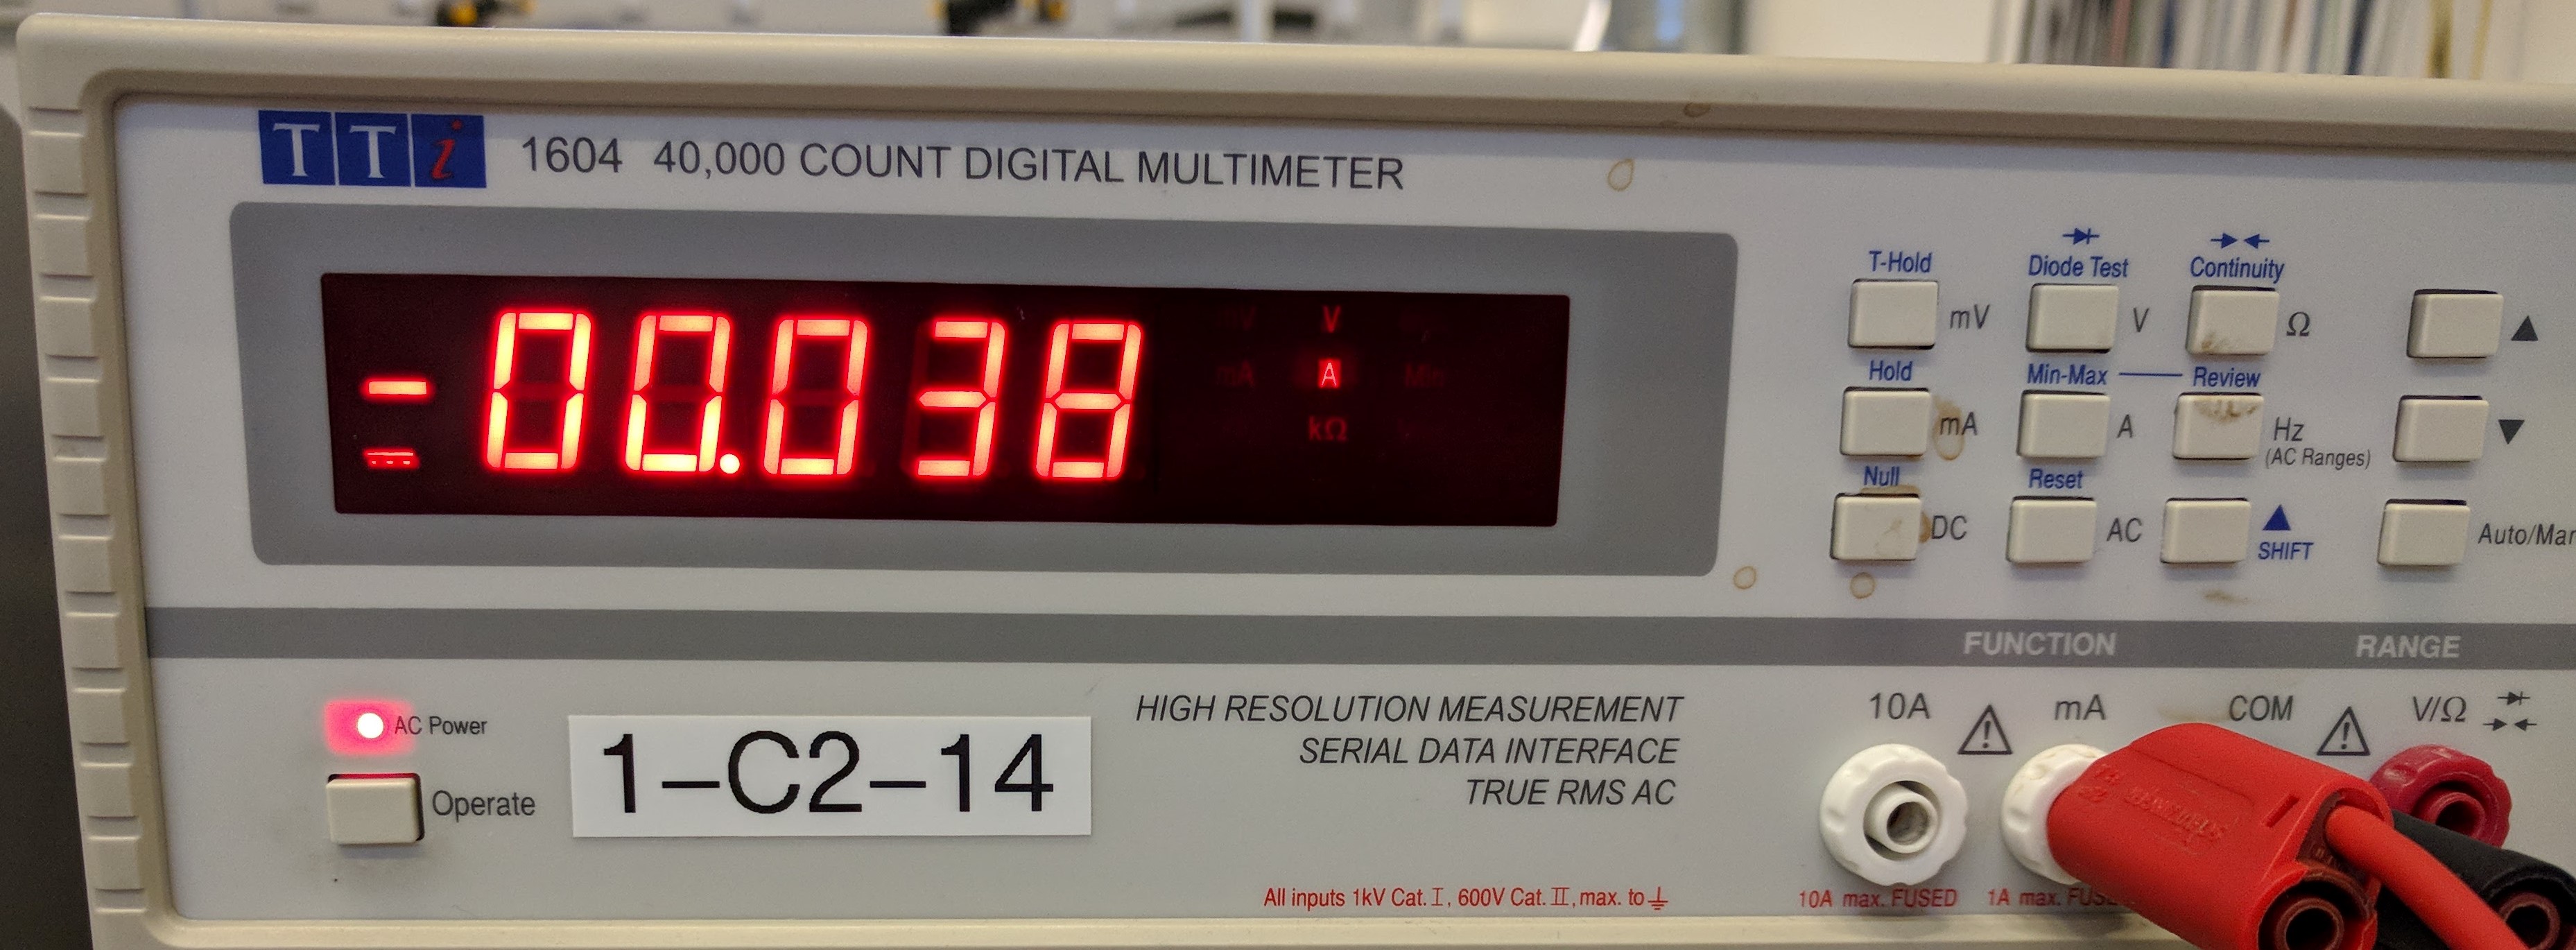 TTi 1604 40,000 COUNT DIGITAL MULTIMETER
-00.038
V
A
kΩ
T-Hold
mV
Diode Test
V
Continuity
Ω
▲
Hold
mA
Min-Max
A
Review
Hz
(AC Ranges)
▼
Null
DC
Reset
AC
▲
SHIFT
FUNCTION
RANGE
AC Power
Operate
1-C2-14
HIGH RESOLUTION MEASUREMENT
SERIAL DATA INTERFACE
TRUE RMS AC
All inputs 1kV Cat. I, 600V Cat. II, max. to
10A
mA
COM
V/Ω
10A max. FUSED
1A max.